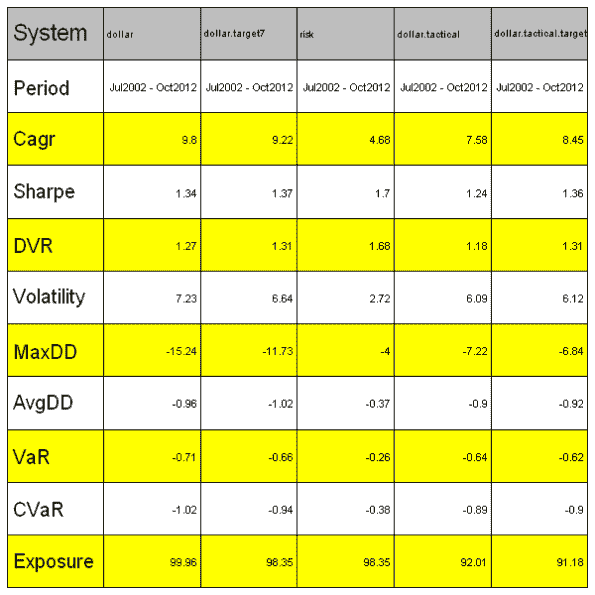 System dollar dollar.target7 risk dollar.tactical dollar.tactical.target
Period Jul2002 - Oct2012 Jul2002 - Oct2012 Jul2002 - Oct2012 Jul2002 - Oct2012 Jul2002 - Oct2012
Cagr 9.8 9.22 4.68 7.58 8.45
Sharpe 1.34 1.37 1.7 1.24 1.36
DVR 1.27 1.31 1.68 1.18 1.31
Volatility 7.23 6.64 2.72 6.09 6.12
MaxDD -15.24 -11.73 -4 -7.22 -6.84
AvgDD -0.96 -1.02 -0.37 -0.9 -0.92
VaR -0.71 -0.66 -0.26 -0.64 -0.62
CVaR -1.02 -0.94 -0.38 -0.89 -0.9
Exposure 99.96 98.35 98.35 92.01 91.18